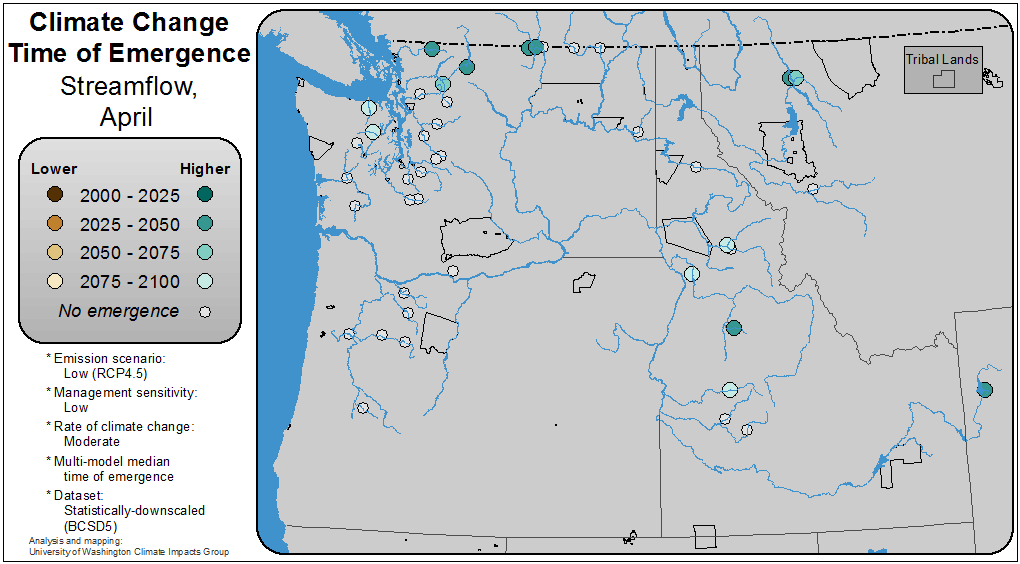 Climate Change
Time of Emergence
Streamflow,
April
Lower Higher
2000 - 2025
2025 - 2050
2050 - 2075
2075 - 2100
No emergence
* Emission scenario:
Low (RCP4.5)
* Management sensitivity:
Low
* Rate of climate change:
Moderate
* Multi-model median
time of emergence
* Dataset:
Statistically-downscaled
(BCSD5)
Analysis and mapping:
University of Washington Climate Impacts Group
Tribal Lands